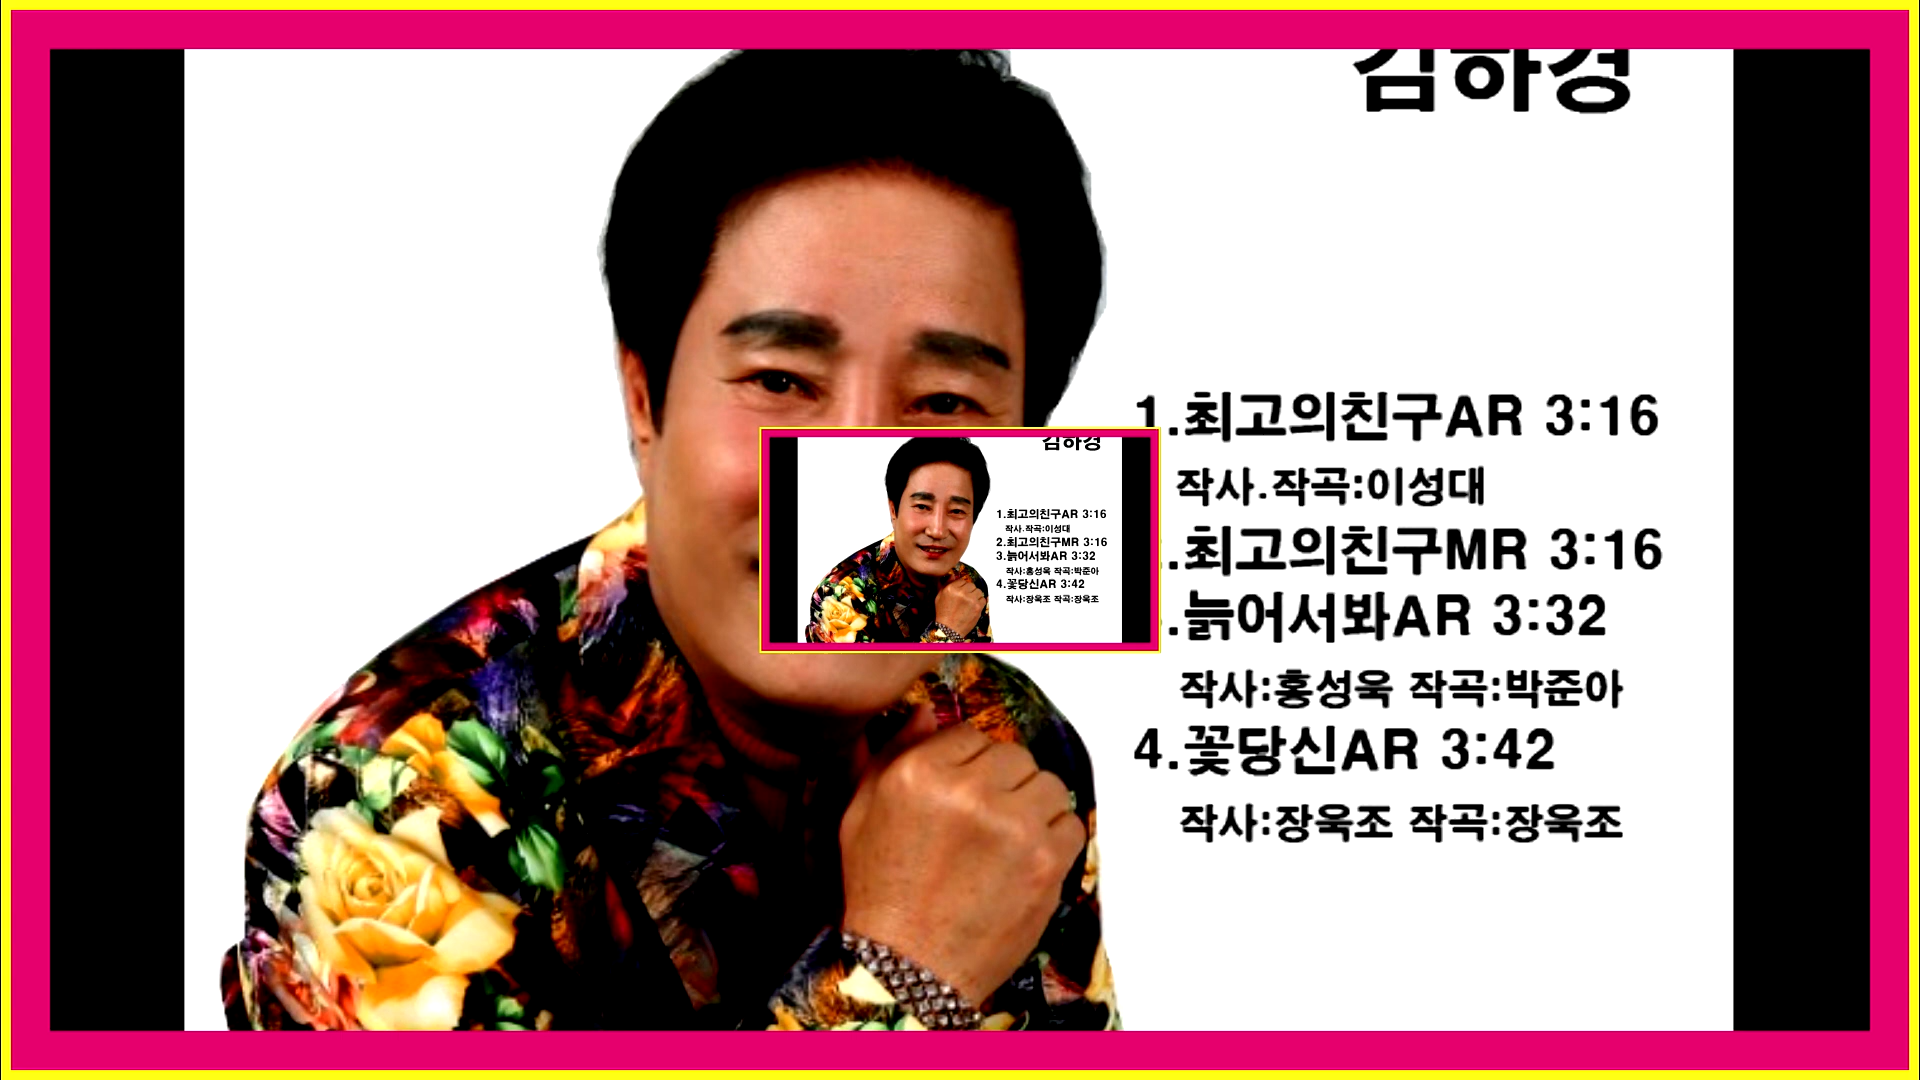 김하경
1.최고의친구AR 3:16
작사.작곡:이성대
.최고의친구MR 3:16
.늙어서봐AR 3:32
작사:홍성욱 작곡:박준아
4.꽃당신AR 3:42
작사:장욱조 작곡:장욱조
김하경
1.최고의친구AR 3:16
작사.작곡:이성대
2.최고의친구MR 3:16
3.늙어서봐AR 3:32
작사:홍성욱 작곡:박준아
4.꽃당신AR 3:42
작사:장욱조 작곡:장욱조